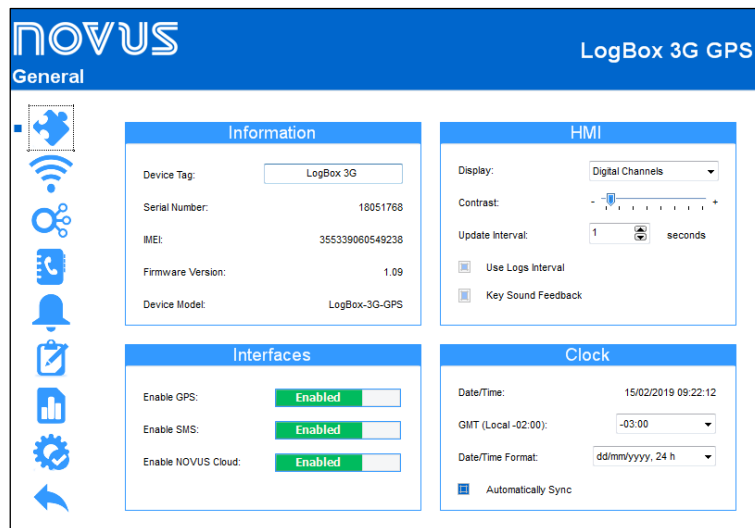 NOVUS
LogBox 3G GPS
General
Information
Device Tag: LogBox 3G
Serial Number: 18051768
IMEI: 355339060549238
Firmware Version: 1.09
Device Model: LogBox-3G-GPS
HMI
Display: Digital Channels
Contrast: - +
Update Interval: 1 seconds
Use Logs Interval
Key Sound Feedback
Interfaces
Enable GPS: Enabled
Enable SMS: Enabled
Enable NOVUS Cloud: Enabled
Clock
Date/Time: 15/02/2019 09:22:12
GMT (Local -02:00): -03:00
Date/Time Format: dd/mm/yyyy, 24 h
Automatically Sync